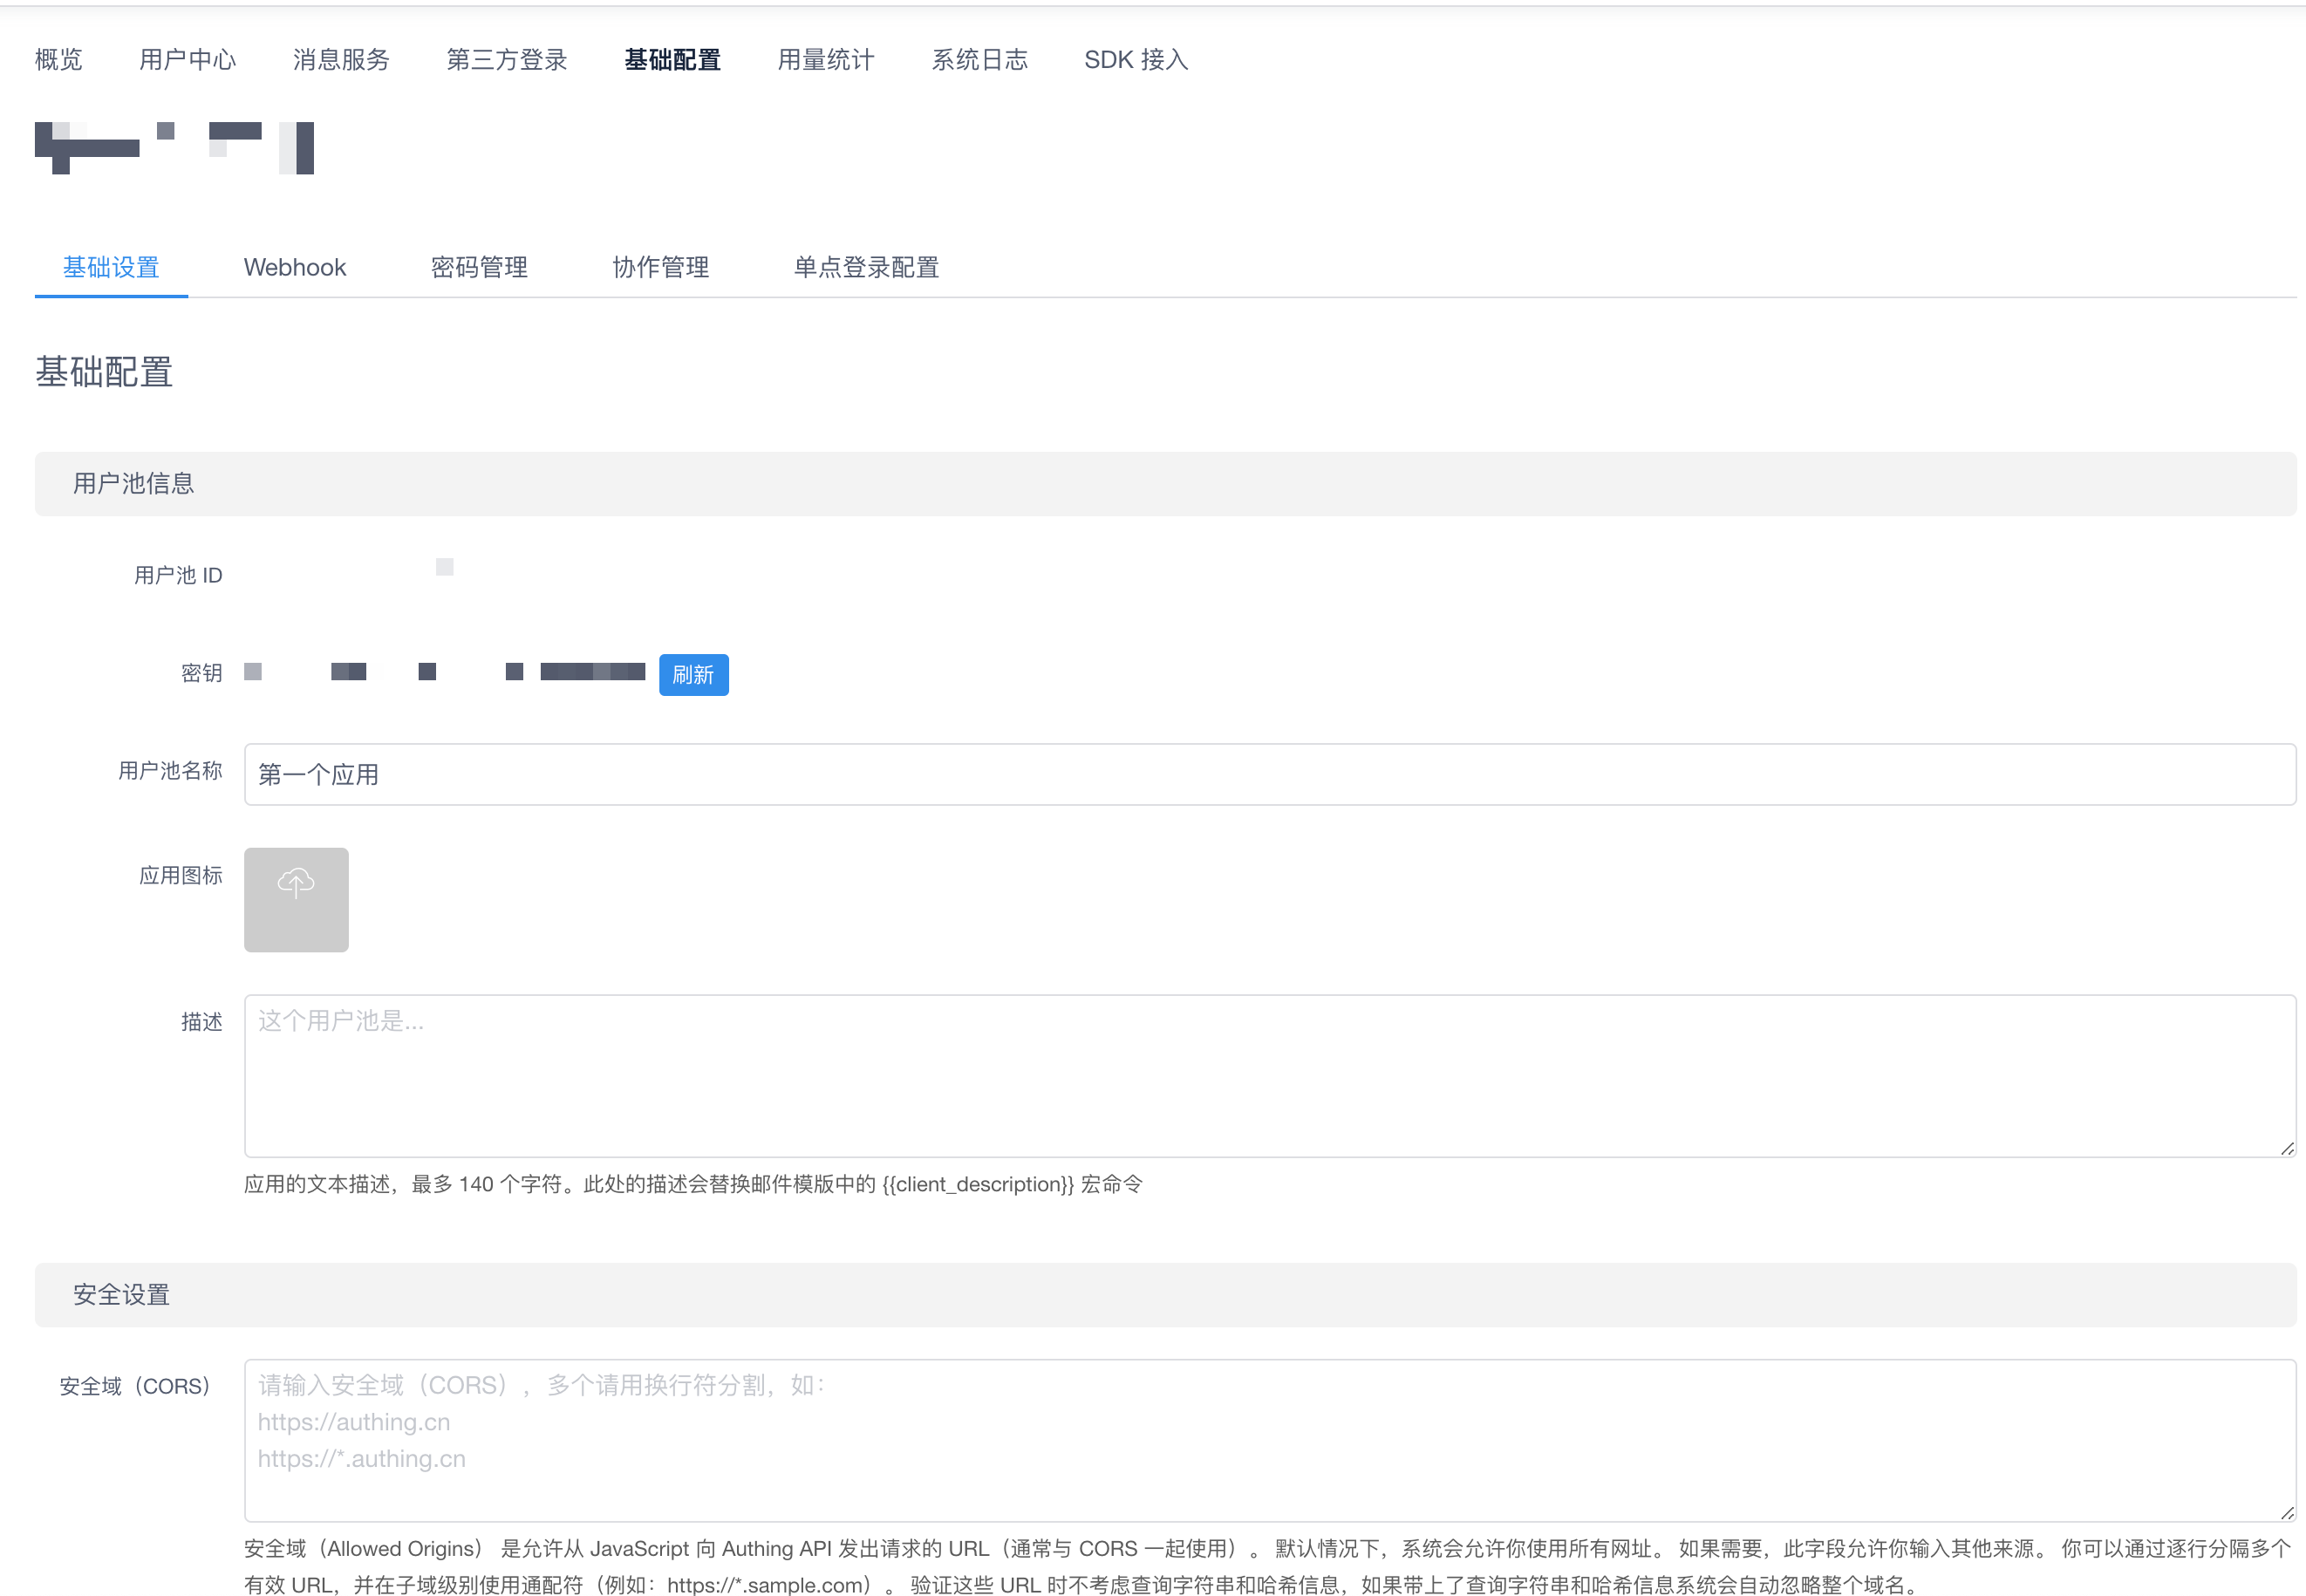 概览 用户中心 消息服务 第三方登录 基础配置 用量统计 系统日志 SDK 接入
基础设置 Webhook 密码管理 协作管理 单点登录配置
基础配置
用户池信息
用户池 ID
密钥 刷新
用户池名称 第一个应用
应用图标
描述 这个用户池是...
应用的文本描述，最多 140 个字符。此处的描述会替换邮件模版中的 {{client_description}} 宏命令
安全设置
安全域（CORS） 请输入安全域（CORS），多个请用换行符分割，如：
https://authing.cn
https://*.authing.cn
安全域（Allowed Origins） 是允许从 JavaScript 向 Authing API 发出请求的 URL（通常与 CORS 一起使用）。 默认情况下，系统会允许你使用所有网址。 如果需要，此字段允许你输入其他来源。 你可以通过逐行分隔多个
有效 URL，并在子域级别使用通配符（例如：https://*.sample.com）。 验证这些 URL 时不考虑查询字符串和哈希信息，如果带上了查询字符串和哈希信息系统会自动忽略整个域名。